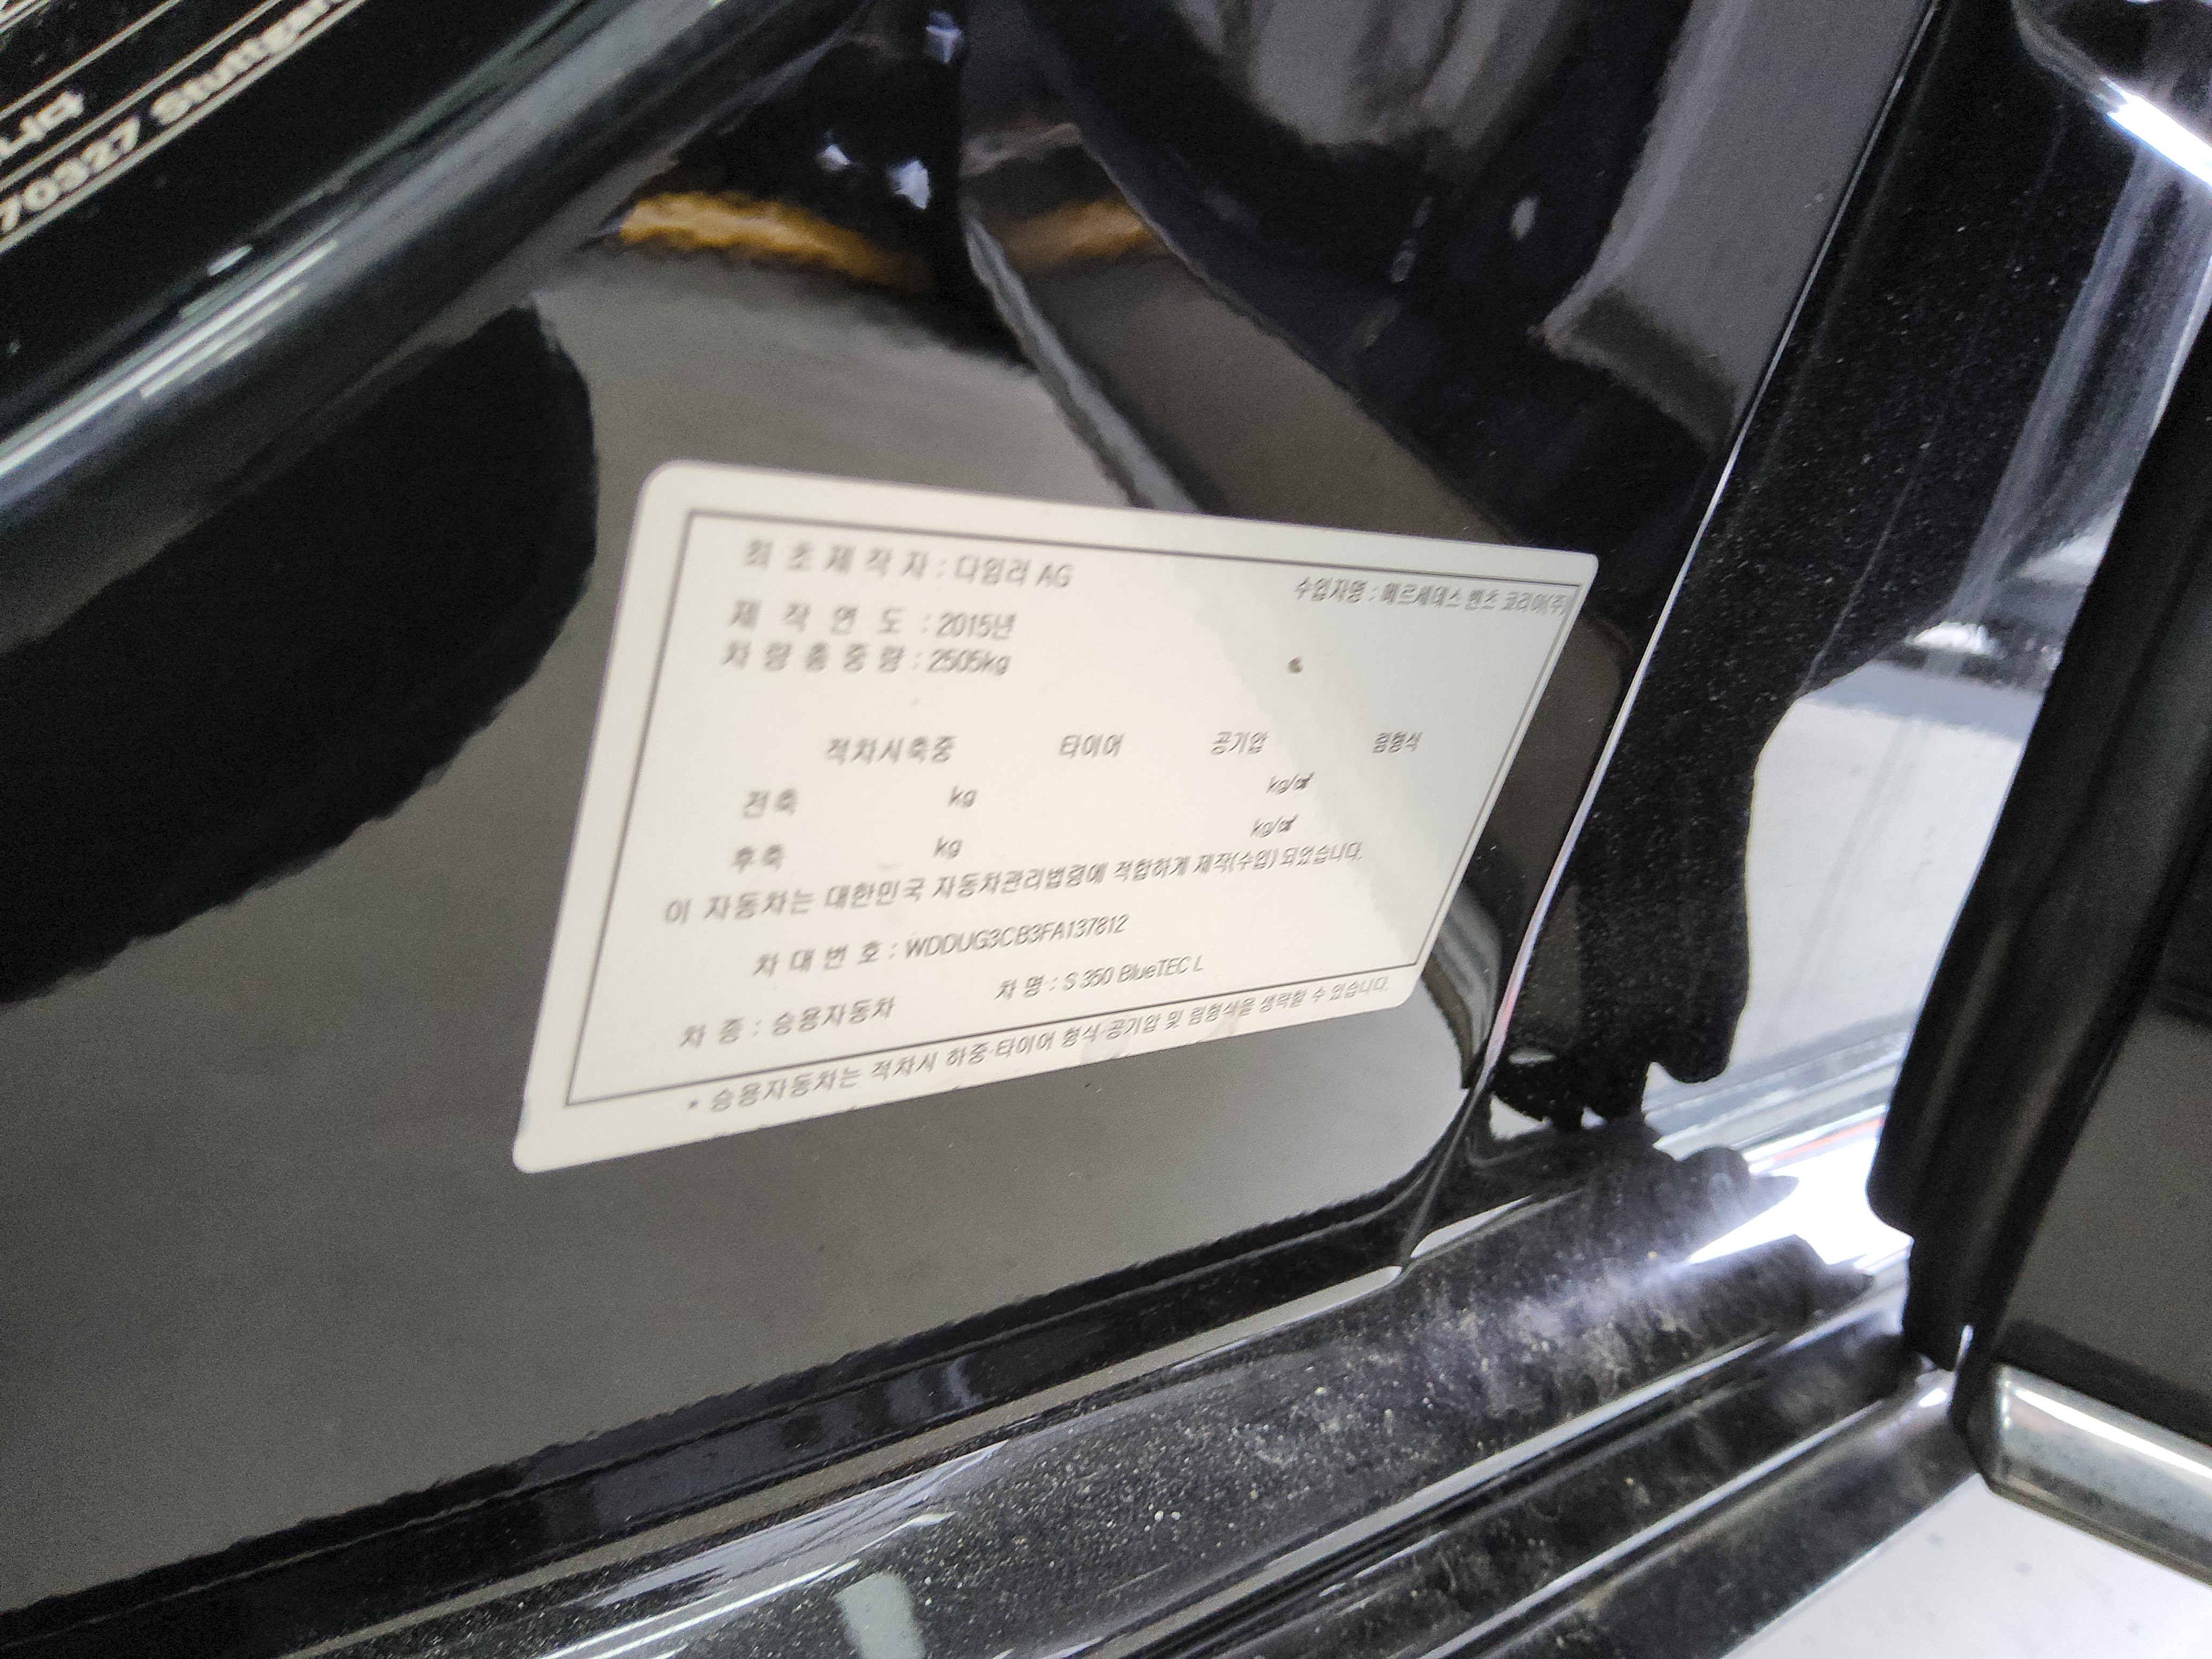 70327 Stuttgart
최 초 제 작 자 : 다임러 AG
수입자명 : 메르세데스 벤츠 코리아(주)
제 작 연 도 : 2015년
차 량 총 중 량 : 2505kg
적차시축중 타이어 공기압 림형식
전축 kg kg/㎠
후축 kg kg/㎠
이 자동차는 대한민국 자동차관리법령에 적합하게 제작(수입) 되었습니다.
차 대 번 호 : WDDUG3CB3FA137812
차 종 : 승용자동차 차 명 : S 350 BlueTEC L
* 승용자동차는 적차시 하중·타이어 형식·공기압 및 림형식을 생략할 수 있습니다.